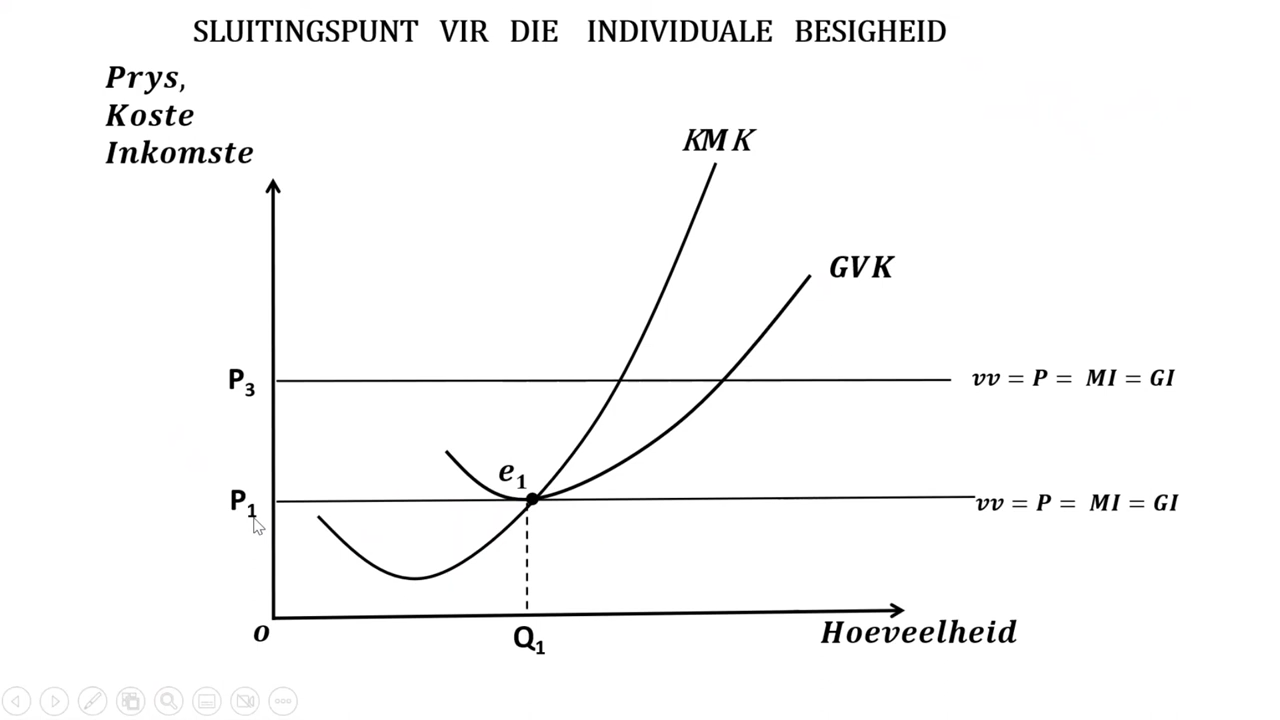 SLUITINGSPUNT VIR DIE INDIVIDUALE BESIGHEID
Prys,
Koste
Inkomste
KMK
GVK
P3
vv = P = MI = GI
e1
P1
vv = P = MI = GI
o
Q1
Hoeveelheid